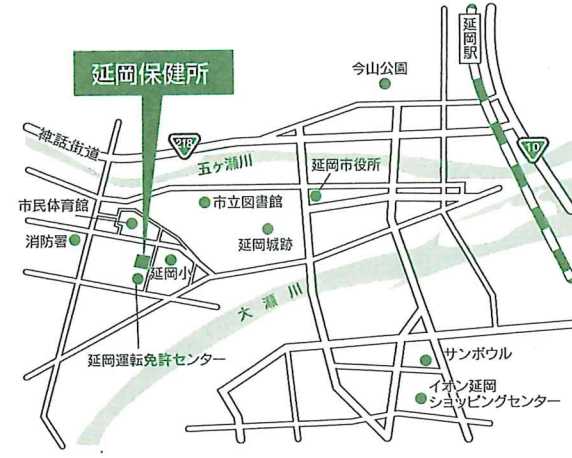 延岡駅
今山公園
延岡保健所
神話街道
218
10
五ヶ瀬川
延岡市役所
市民体育館
市立図書館
消防署
延岡城跡
延岡小
大瀬川
延岡運転免許センター
サンボウル
イオン延岡
ショッピングセンター